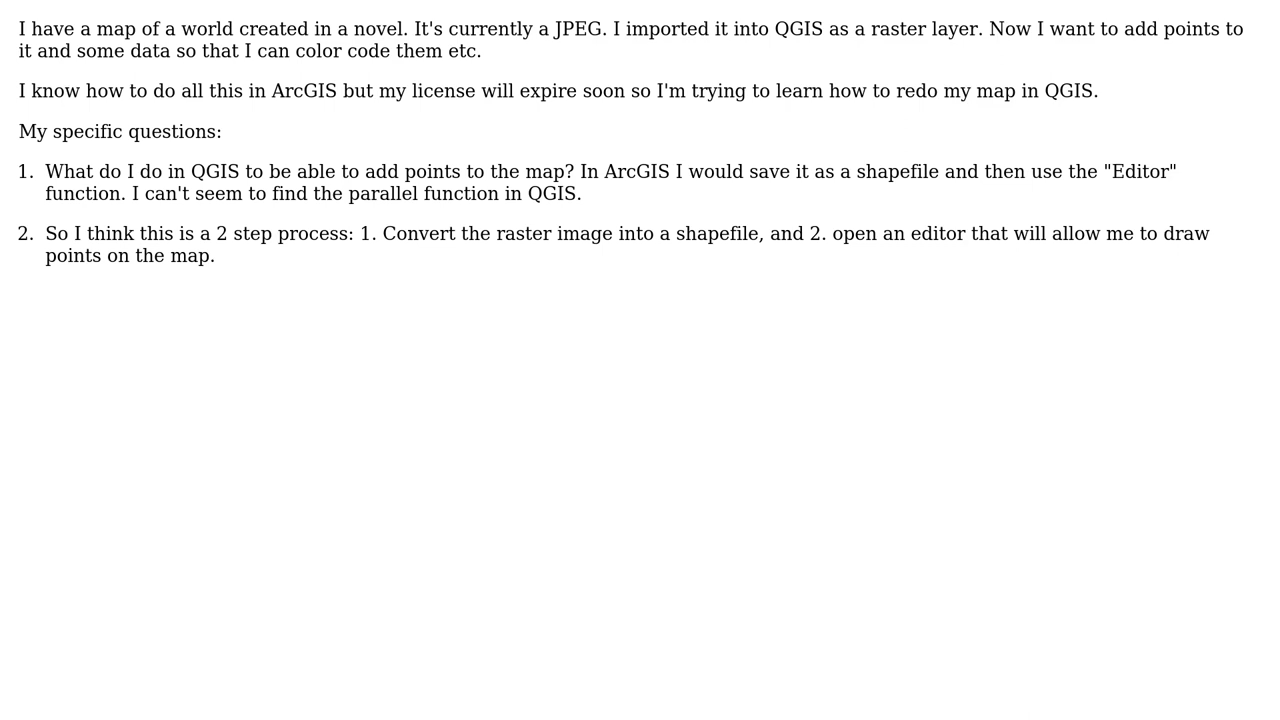 I have a map of a world created in a novel. It's currently a JPEG. I imported it into QGIS as a raster layer. Now I want to add points to
it and some data so that I can color code them etc.
I know how to do all this in ArcGIS but my license will expire soon so I'm trying to learn how to redo my map in QGIS.
My specific questions:
1. What do I do in QGIS to be able to add points to the map? In ArcGIS I would save it as a shapefile and then use the "Editor"
function. I can't seem to find the parallel function in QGIS.
2. So I think this is a 2 step process: 1. Convert the raster image into a shapefile, and 2. open an editor that will allow me to draw
points on the map.